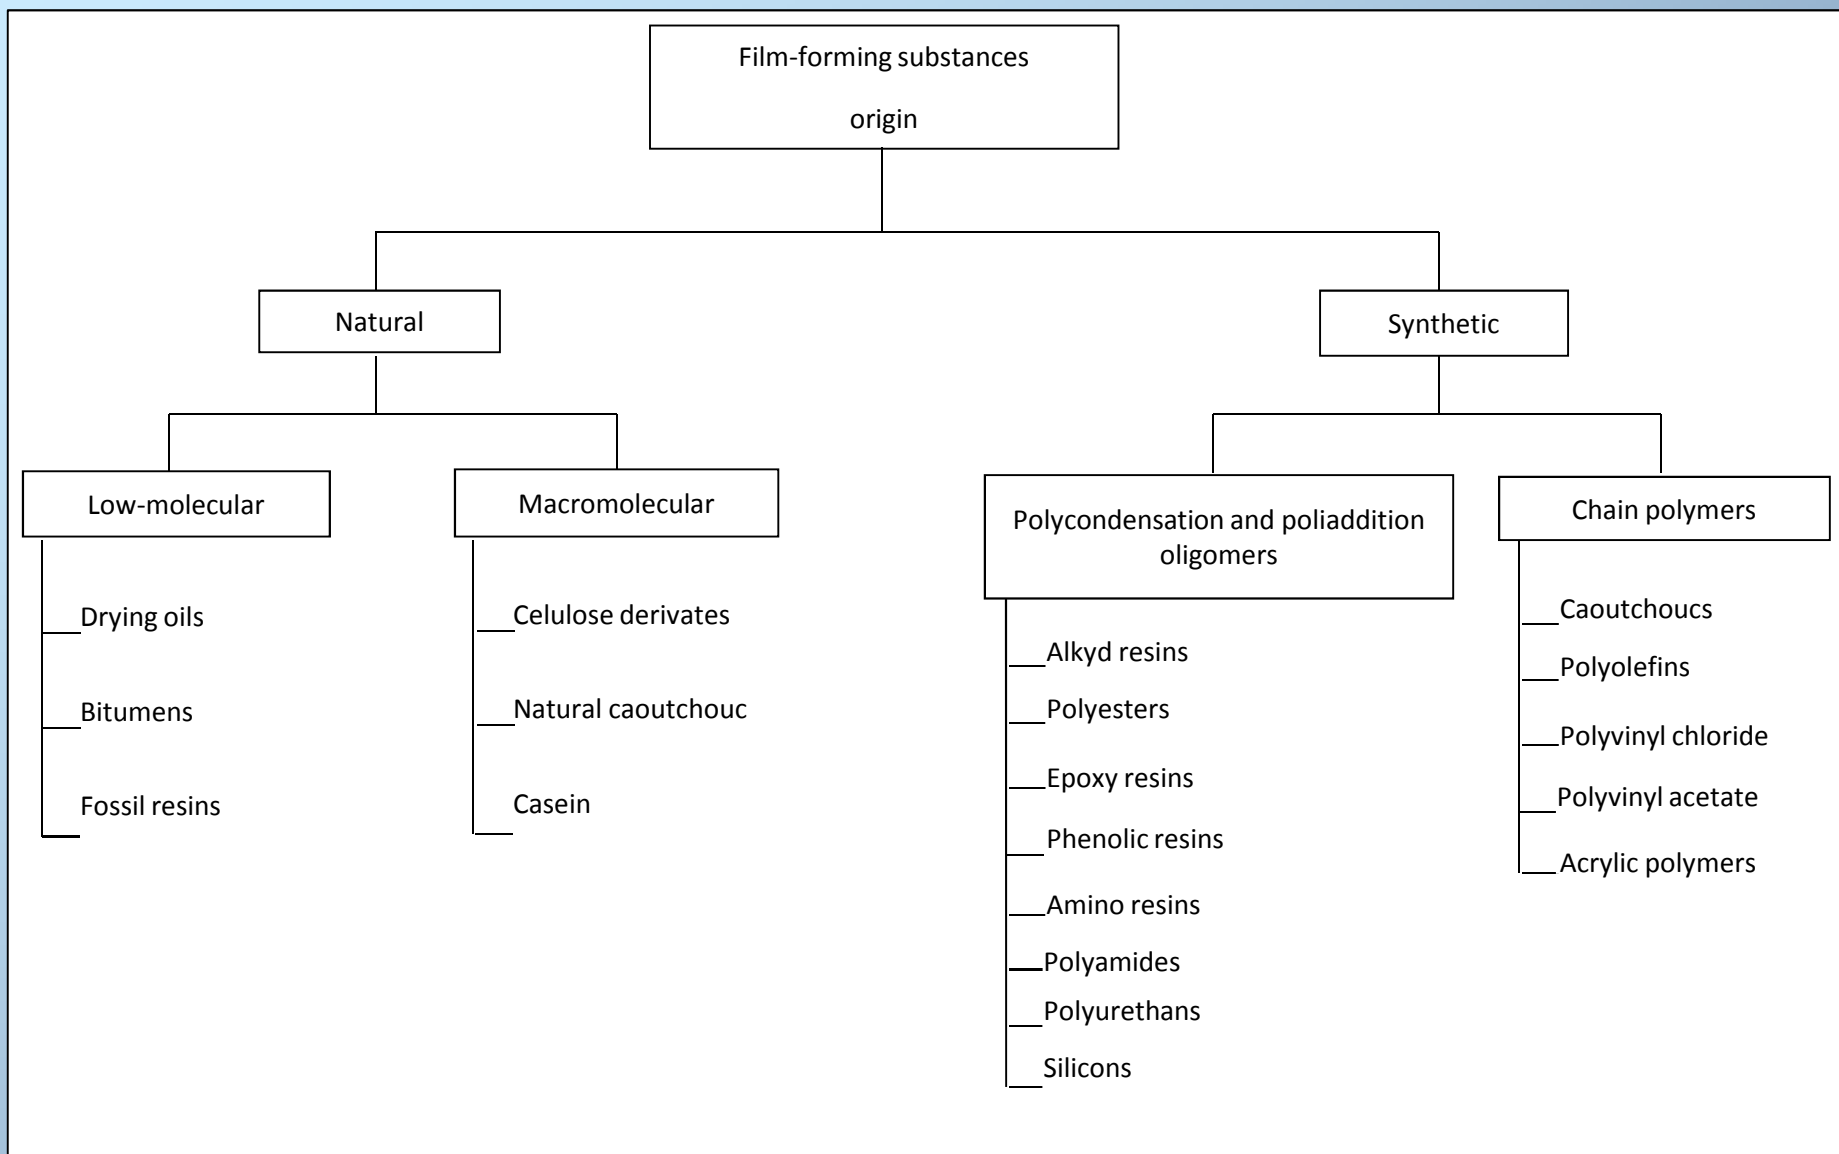 Film-forming substances
origin
Natural
Synthetic
Low-molecular
Macromolecular
Polycondensation and poliaddition
oligomers
Chain polymers
Drying oils
Bitumens
Fossil resins
Celulose derivates
Natural caoutchouc
Casein
Alkyd resins
Polyesters
Epoxy resins
Phenolic resins
Amino resins
Polyamides
Polyurethans
Silicons
Caoutchoucs
Polyolefins
Polyvinyl chloride
Polyvinyl acetate
Acrylic polymers